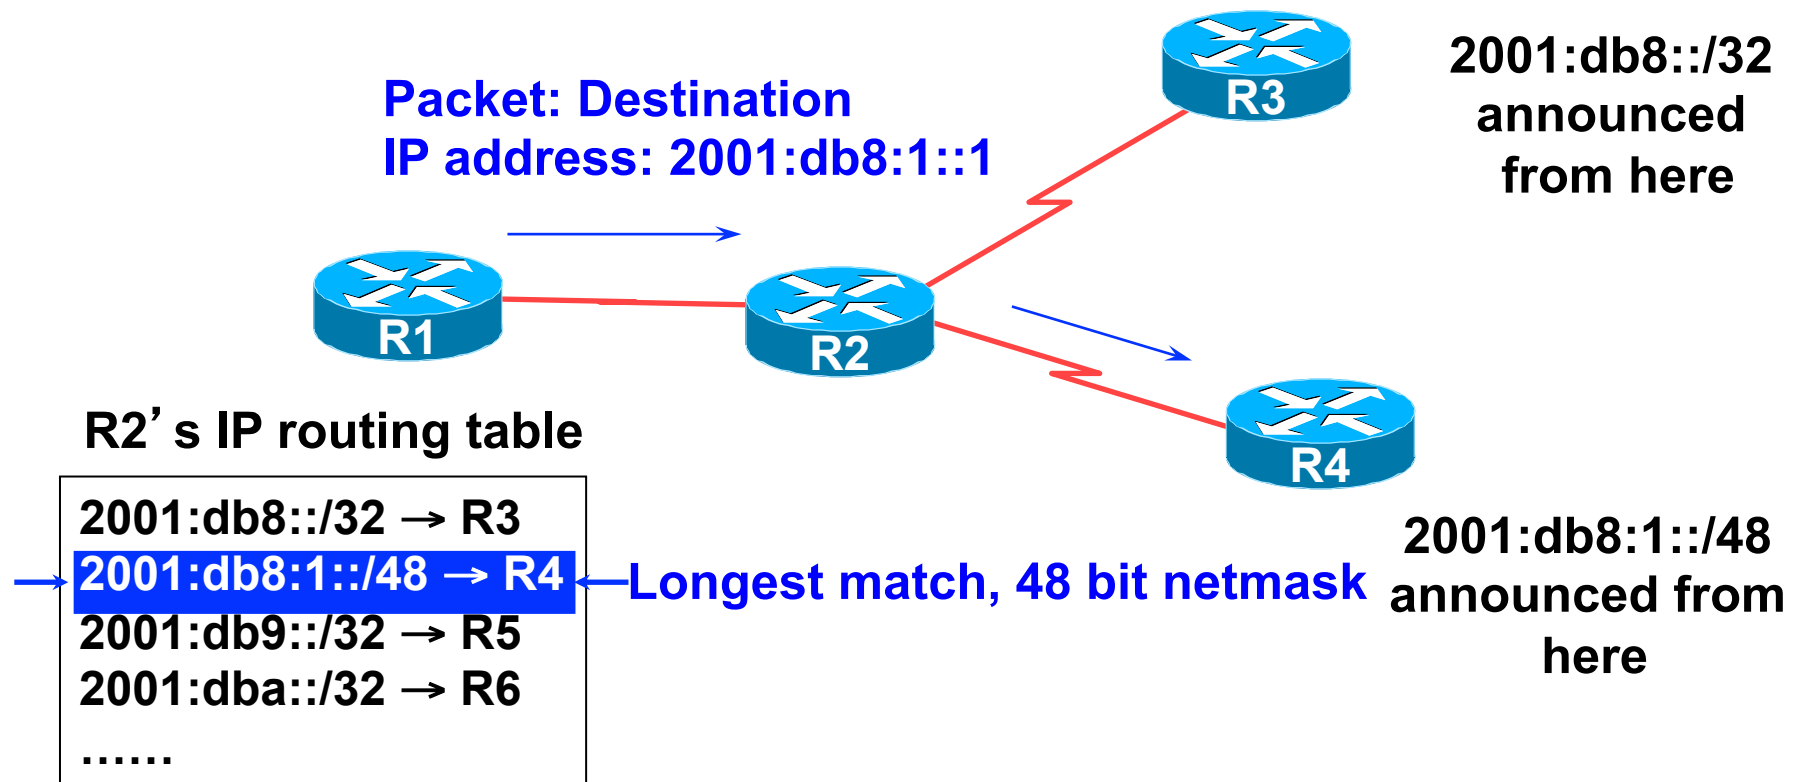 Packet: Destination
IP address: 2001:db8:1::1
R3
2001:db8::/32
announced
from here
R1
R2
R4
R2’s IP routing table
2001:db8::/32 → R3
2001:db8:1::/48 → R4
2001:db9::/32 → R5
2001:dba::/32 → R6
......
Longest match, 48 bit netmask
2001:db8:1::/48
announced from
here